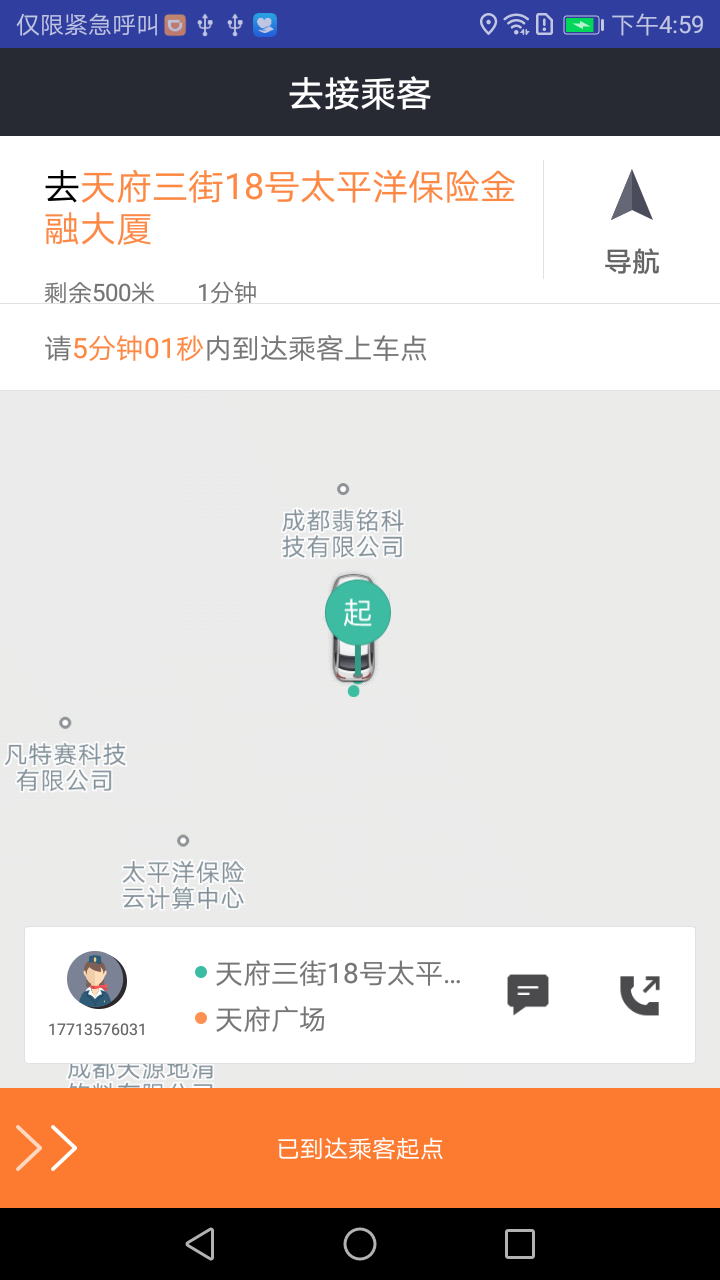 仅限紧急呼叫
下午4:59
去接乘客
去天府三街18号太平洋保险金
融大厦
导航
剩余500米 1分钟
请5分钟01秒内到达乘客上车点
成都翡铭科
技有限公司
起
凡特赛科技
有限公司
太平洋保险
云计算中心
天府三街18号太平...
17713576031
天府广场
已到达乘客起点